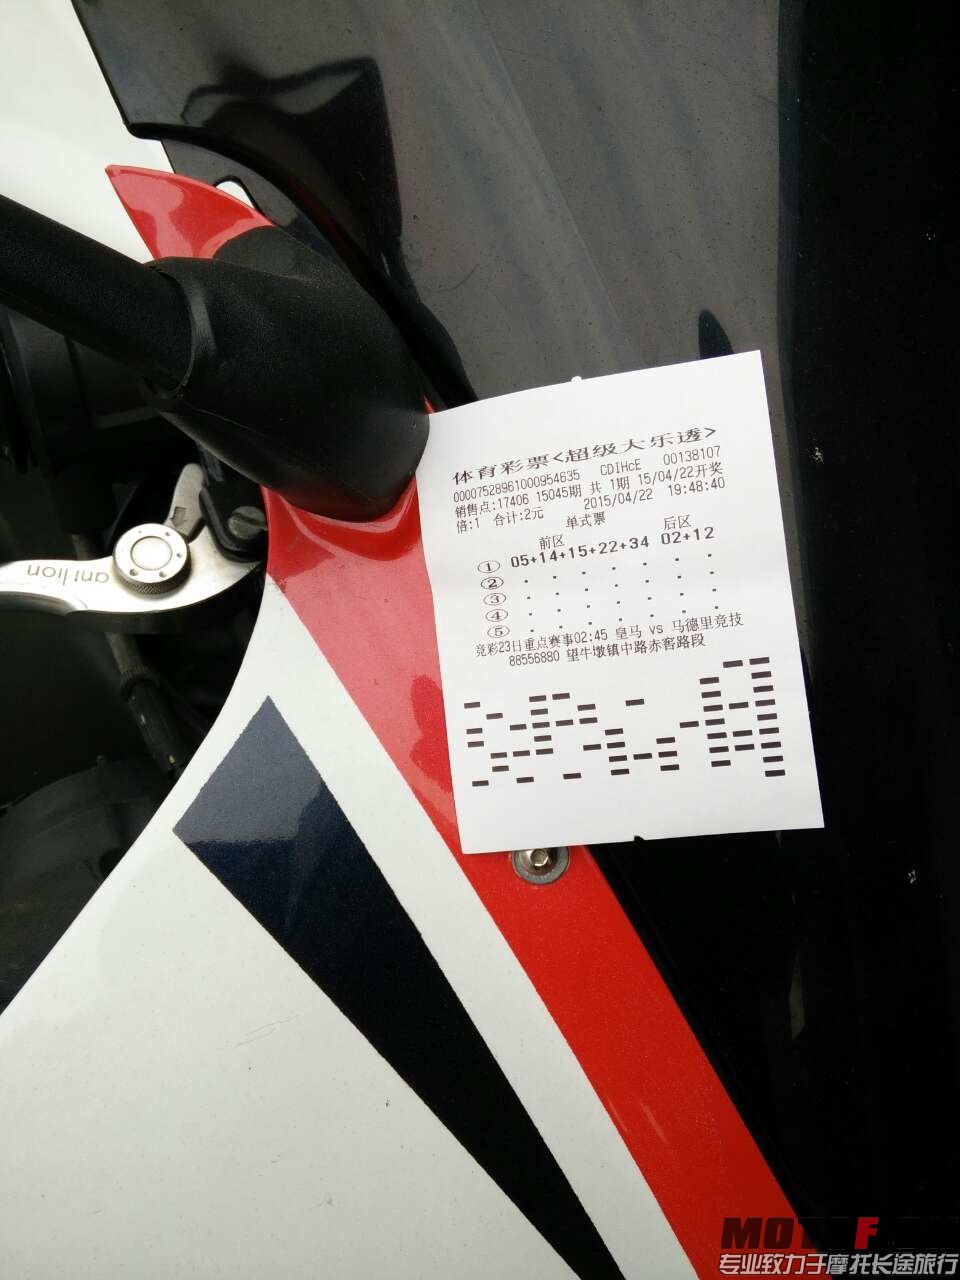 体育彩票<超级大乐透>
00007528961000954635 CDIHcE 00138107
销售点:17406 15045期 共 1期 15/04/22开奖
倍:1 合计:2元 2015/04/22 19:48:40
单式票
前区 后区
① 05+14+15+22+34 02+12
②
③
④
⑤
竞彩23日重点赛事02:45 皇马 vs 马德里竞技
88556880 望牛墩镇中路赤窖路段
ant lion
专业致力于摩托长途旅行